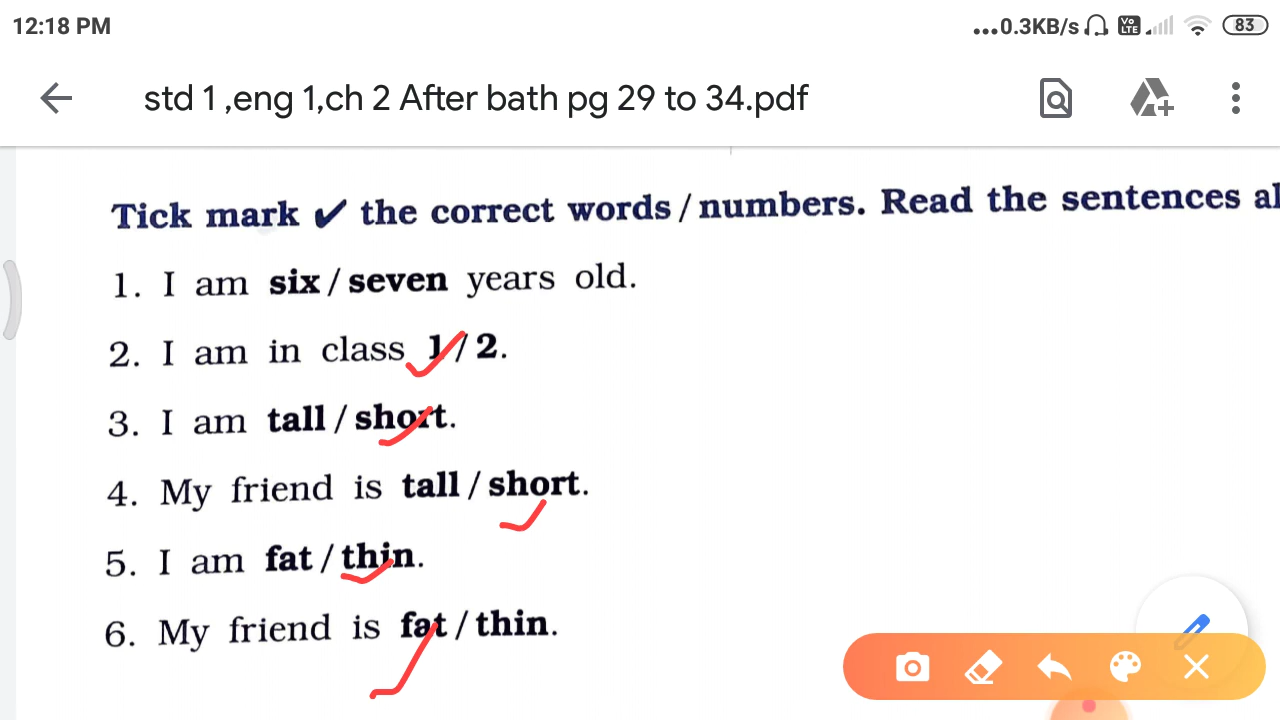 12:18 PM
...0.3KB/s Vo LTE 83
std 1 ,eng 1,ch 2 After bath pg 29 to 34.pdf
Tick mark ✔ the correct words / numbers. Read the sentences al
1. I am six / seven years old.
2. I am in class 1 / 2.
3. I am tall / short.
4. My friend is tall / short.
5. I am fat / thin.
6. My friend is fat / thin.